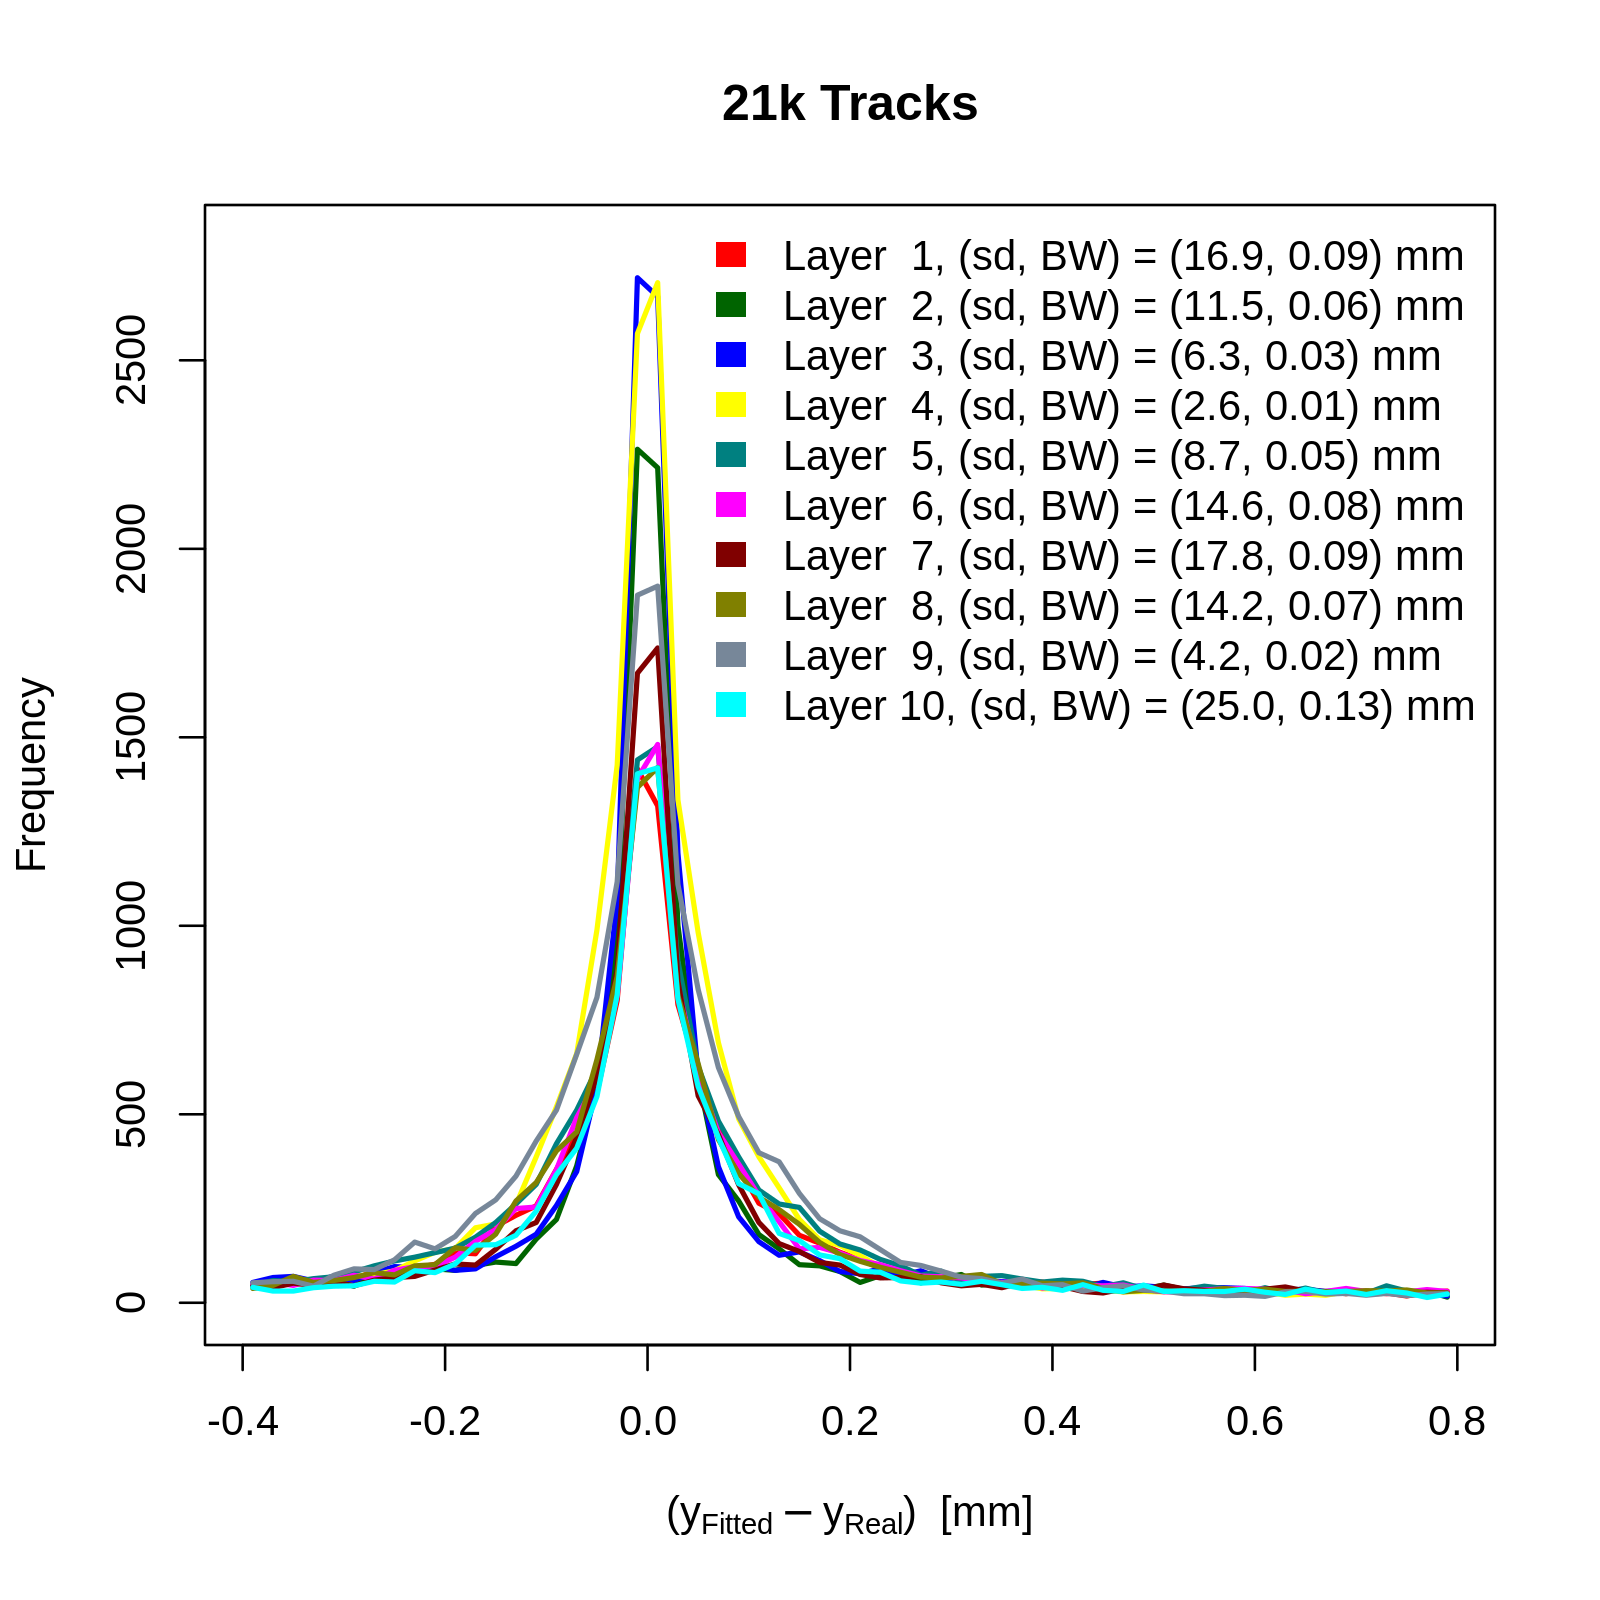 21k Tracks
Layer 1, (sd, BW) = (16.9, 0.09) mm
Layer 2, (sd, BW) = (11.5, 0.06) mm
Layer 3, (sd, BW) = (6.3, 0.03) mm
Layer 4, (sd, BW) = (2.6, 0.01) mm
Layer 5, (sd, BW) = (8.7, 0.05) mm
Layer 6, (sd, BW) = (14.6, 0.08) mm
Layer 7, (sd, BW) = (17.8, 0.09) mm
Layer 8, (sd, BW) = (14.2, 0.07) mm
Layer 9, (sd, BW) = (4.2, 0.02) mm
Layer 10, (sd, BW) = (25.0, 0.13) mm
Frequency
2500
2000
1500
1000
500
0
-0.4 -0.2 0.0 0.2 0.4 0.6 0.8
(yFitted − yReal) [mm]